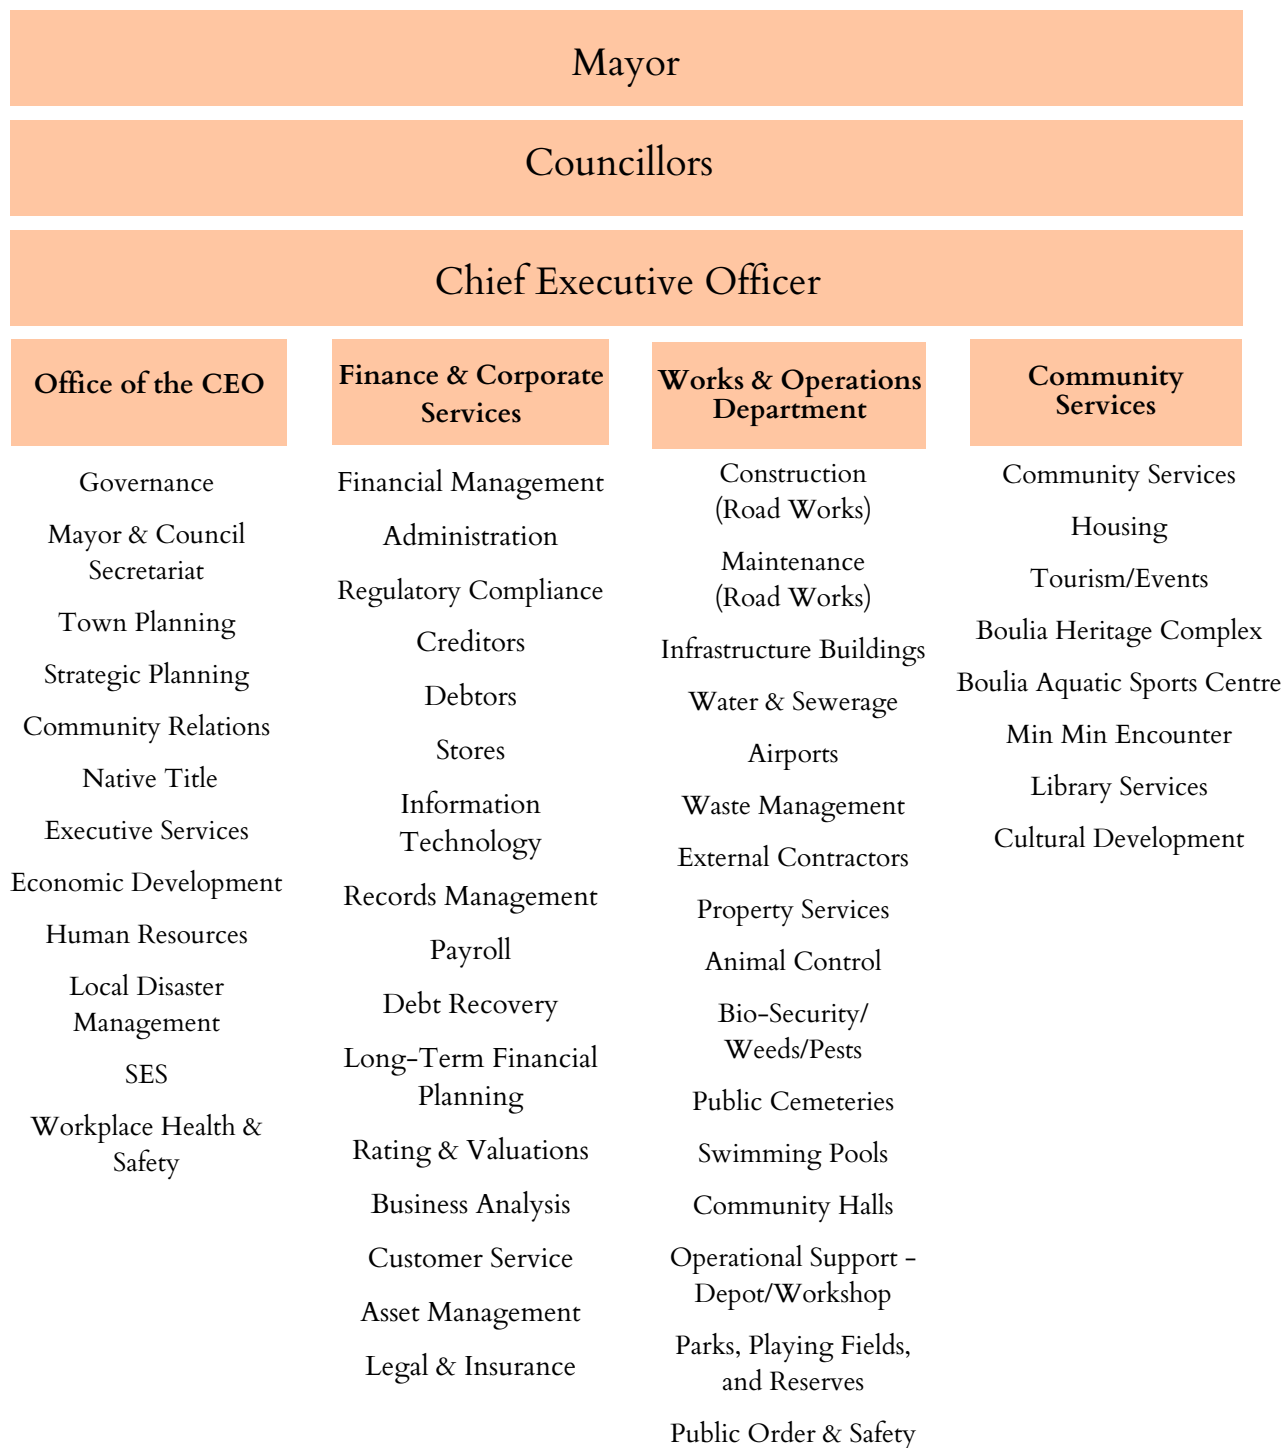 Mayor
Councillors
Chief Executive Officer
Office of the CEO
Governance
Mayor & Council
Secretariat
Town Planning
Strategic Planning
Community Relations
Native Title
Executive Services
Economic Development
Human Resources
Local Disaster
Management
SES
Workplace Health &
Safety
Finance & Corporate
Services
Financial Management
Administration
Regulatory Compliance
Creditors
Debtors
Stores
Information
Technology
Records Management
Payroll
Debt Recovery
Long-Term Financial
Planning
Rating & Valuations
Business Analysis
Customer Service
Asset Management
Legal & Insurance
Works & Operations
Department
Construction
(Road Works)
Maintenance
(Road Works)
Infrastructure Buildings
Water & Sewerage
Airports
Waste Management
External Contractors
Property Services
Animal Control
Bio-Security/
Weeds/Pests
Public Cemeteries
Swimming Pools
Community Halls
Operational Support -
Depot/Workshop
Parks, Playing Fields,
and Reserves
Public Order & Safety
Community
Services
Community Services
Housing
Tourism/Events
Boulia Heritage Complex
Boulia Aquatic Sports Centre
Min Min Encounter
Library Services
Cultural Development